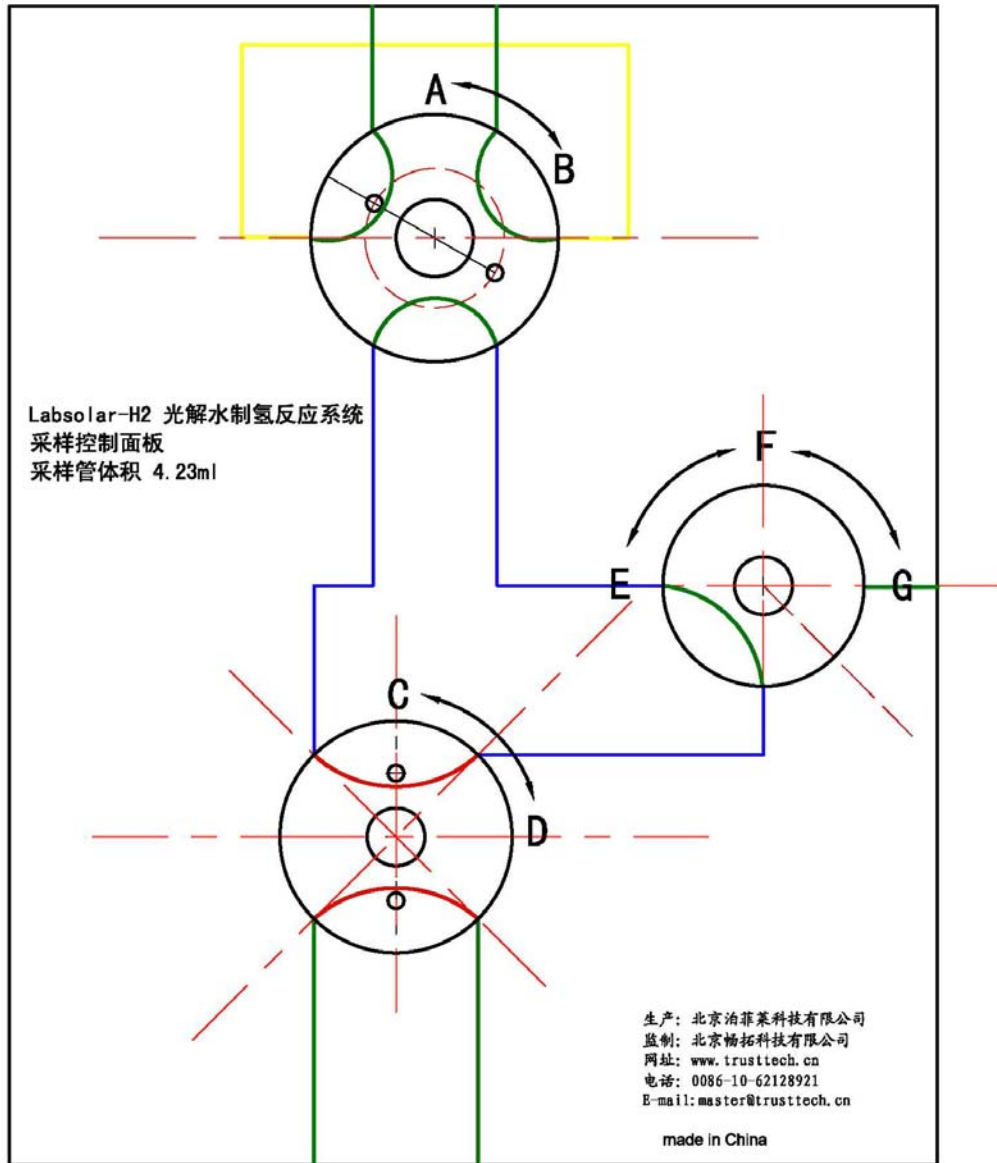 A
B
Labsolar-H2 光解水制氢反应系统
采样控制面板
采样管体积 4.23ml
F
E
G
C
D
生产: 北京泊菲莱科技有限公司
监制: 北京畅拓科技有限公司
网址: www.trusttech.cn
电话: 0086-10-62128921
E-mail:master@trusttech.cn
made in China